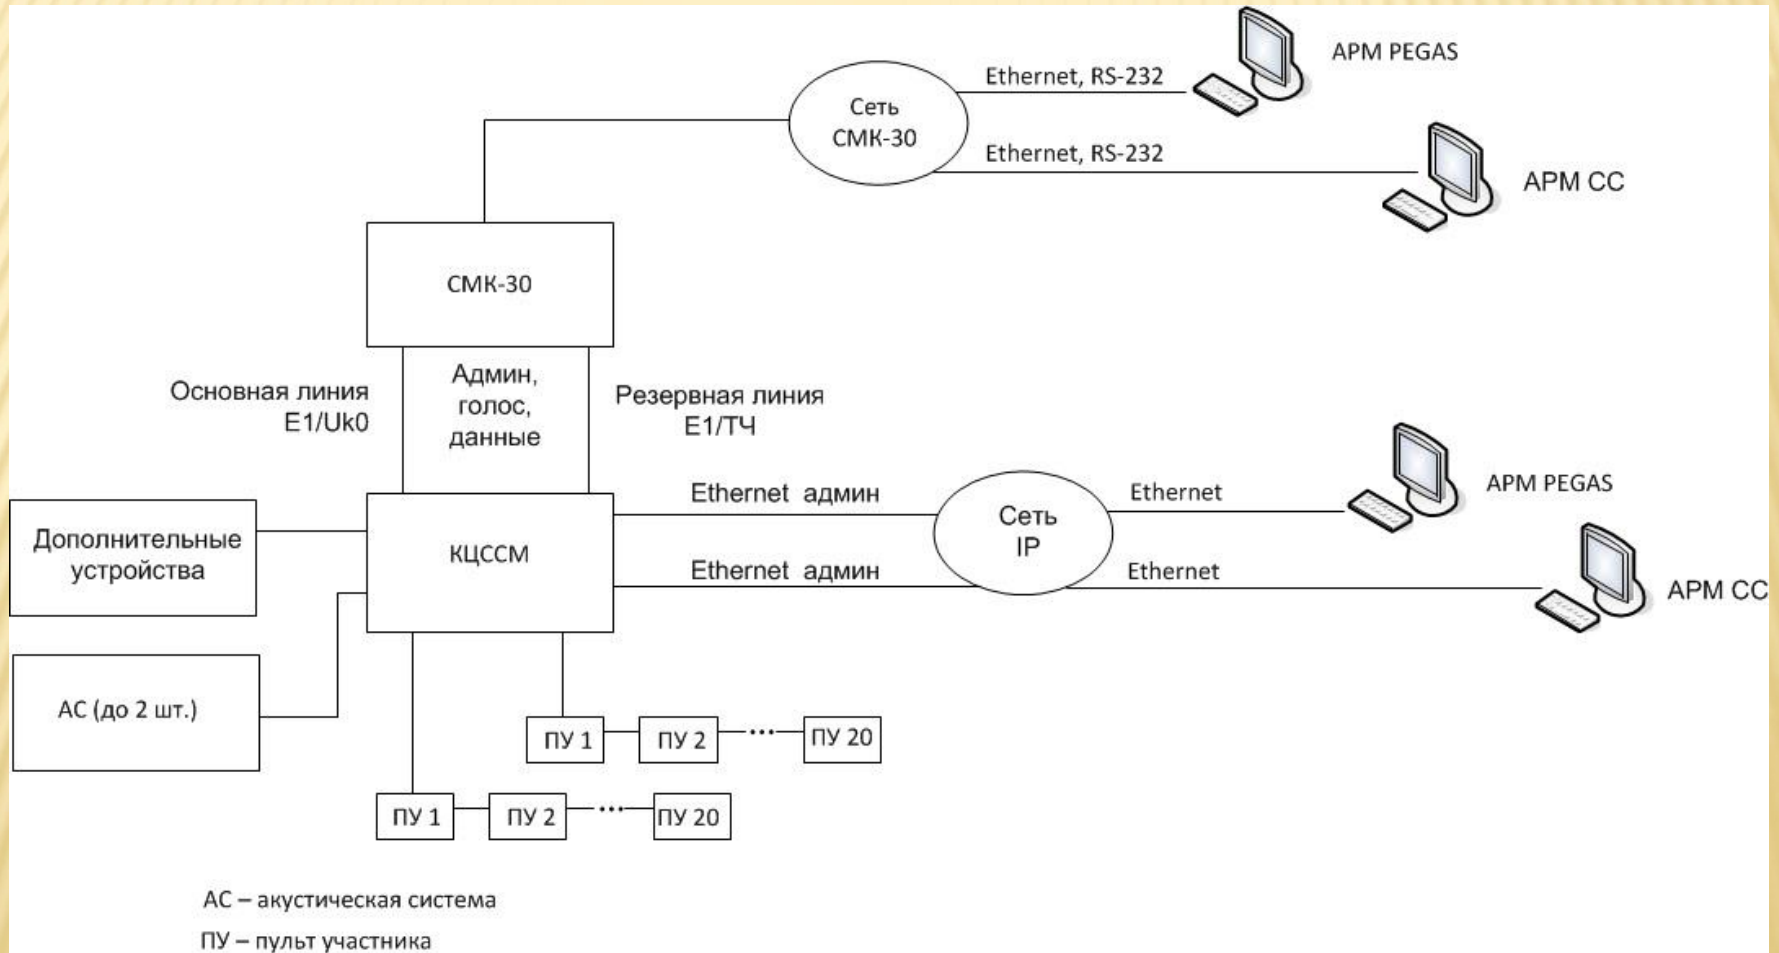 APM PEGAS
Ethernet, RS-232
Сеть
СМК-30
Ethernet, RS-232
АРМ СС
СМК-30
Основная линия
E1/Uk0
Админ,
голос,
данные
Резервная линия
E1/ТЧ
Ethernet админ
Ethernet
APM PEGAS
Сеть
IP
Дополнительные
устройства
КЦССМ
Ethernet админ
Ethernet
АРМ СС
АС (до 2 шт.)
ПУ 1
ПУ 2
...
ПУ 20
ПУ 1
ПУ 2
...
ПУ 20
АС – акустическая система
ПУ – пульт участника